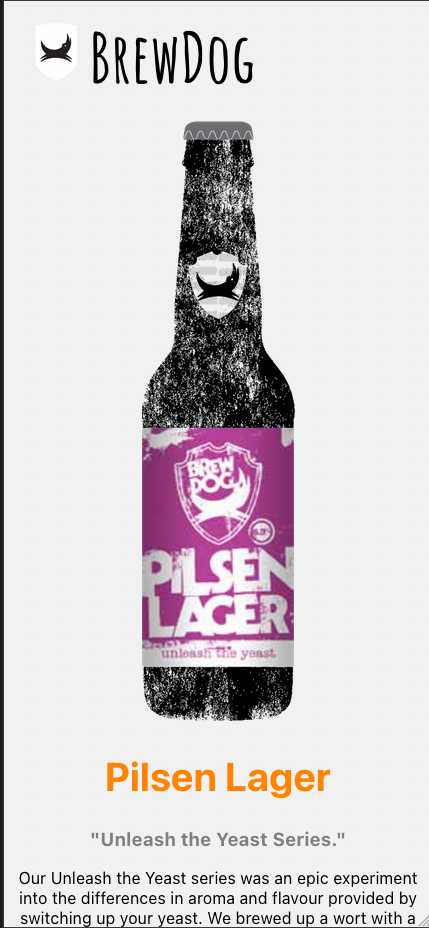 BREWDOG
BREW
DOG
PILSEN
LAGER
unleash the yeast
Pilsen Lager
"Unleash the Yeast Series."
Our Unleash the Yeast series was an epic experiment
into the differences in aroma and flavour provided by
switching up your yeast. We brewed up a wort with a